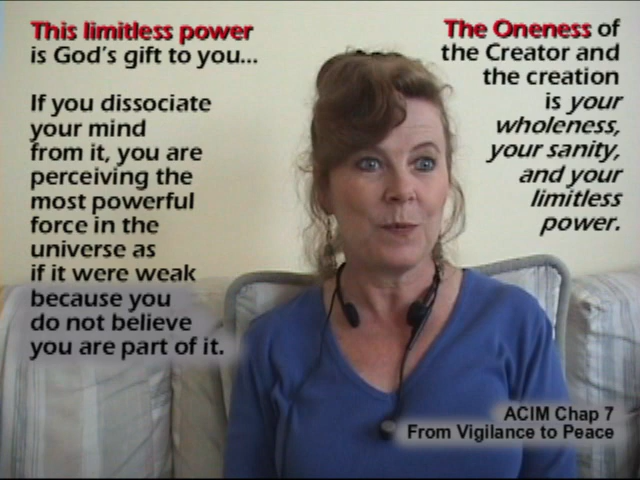 This limitless power
is God's gift to you...
If you dissociate
your mind
from it, you are
perceiving the
most powerful
force in the
universe as
if it were weak
because you
do not believe
you are part of it.
The Oneness of
the Creator and
the creation
is your
wholeness,
your sanity,
and your
limitless
power.
ACIM Chap 7
From Vigilance to Peace